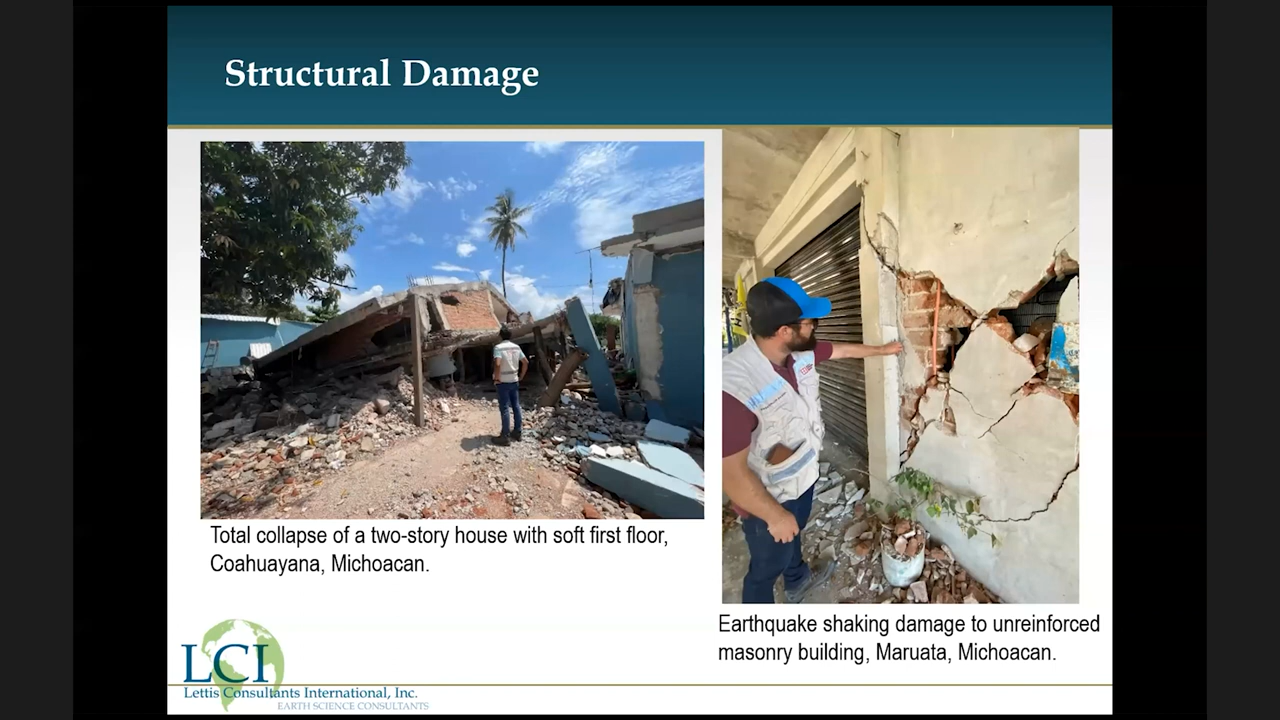 Structural Damage
Total collapse of a two-story house with soft first floor,
Coahuayana, Michoacan.
Earthquake shaking damage to unreinforced
masonry building, Maruata, Michoacan.
LCI
Lettis Consultants International, Inc.
EARTH SCIENCE CONSULTANTS